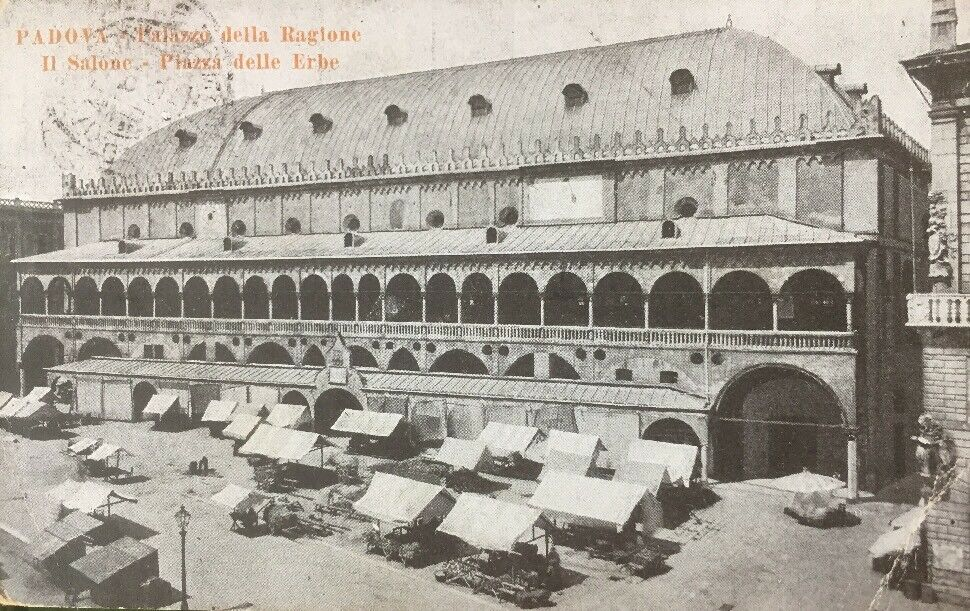 PADOVA - Palazzo della Ragione
Il Salone - Piazza delle Erbe